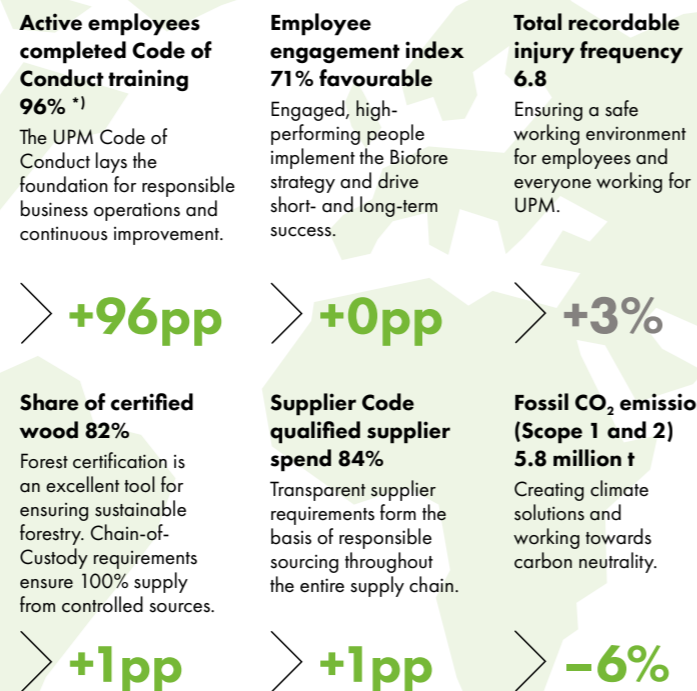 Active employees
completed Code of
Conduct training
96% *)
The UPM Code of
Conduct lays the
foundation for responsible
business operations and
continuous improvement.
+96pp
Employee
engagement index
71% favourable
Engaged, high-
performing people
implement the Biofore
strategy and drive
short- and long-term
success.
+0pp
Total recordable
injury frequency
6.8
Ensuring a safe
working environment
for employees and
everyone working for
UPM.
+3%
Share of certified
wood 82%
Forest certification is
an excellent tool for
ensuring sustainable
forestry. Chain-of-
Custody requirements
ensure 100% supply
from controlled sources.
+1pp
Supplier Code
qualified supplier
spend 84%
Transparent supplier
requirements form the
basis of responsible
sourcing throughout
the entire supply chain.
+1pp
Fossil CO₂ emissio
(Scope 1 and 2)
5.8 million t
Creating climate
solutions and
working towards
carbon neutrality.
−6%